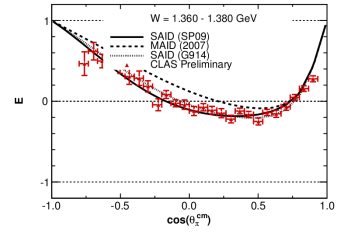 W = 1.360 - 1.380 GeV
SAID (SP09)
MAID (2007)
SAID (G914)
CLAS Preliminary
E
1
0
-1
-1.0 -0.5 0.0 0.5 1.0
cos(θπcm)